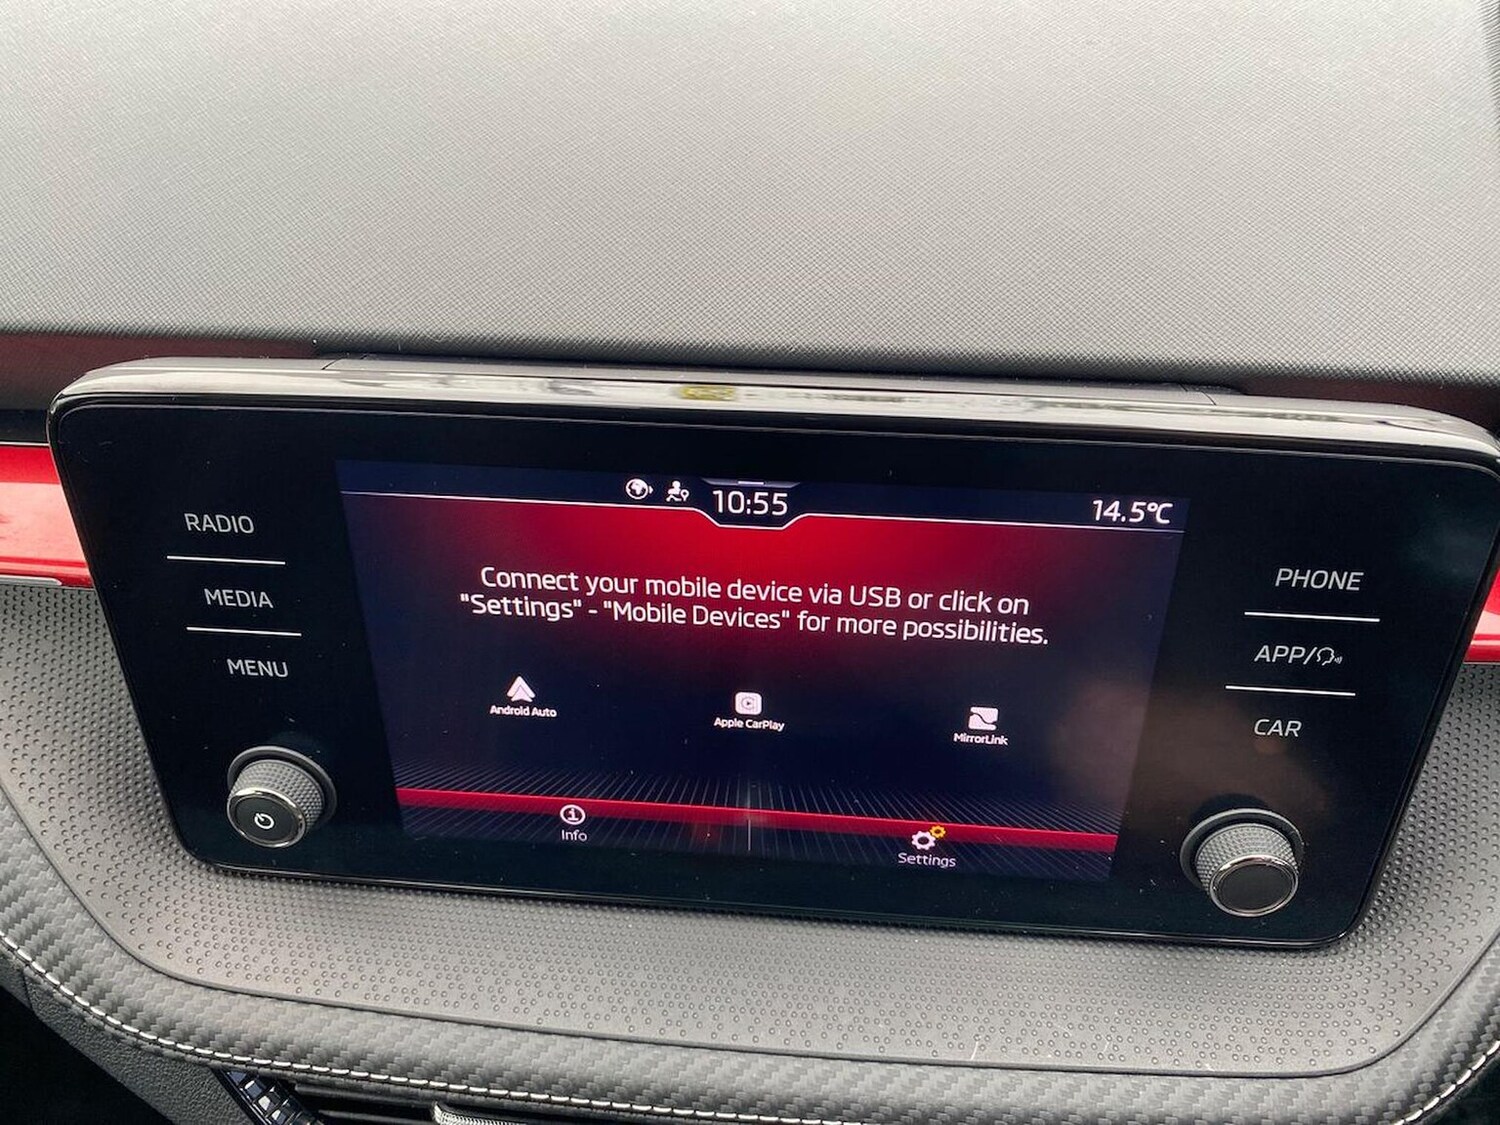 RADIO
MEDIA
MENU
10:55
14.5°C
Connect your mobile device via USB or click on
"Settings" - "Mobile Devices" for more possibilities.
Android Auto
Apple CarPlay
MirrorLink
Info
Settings
PHONE
APP/
CAR